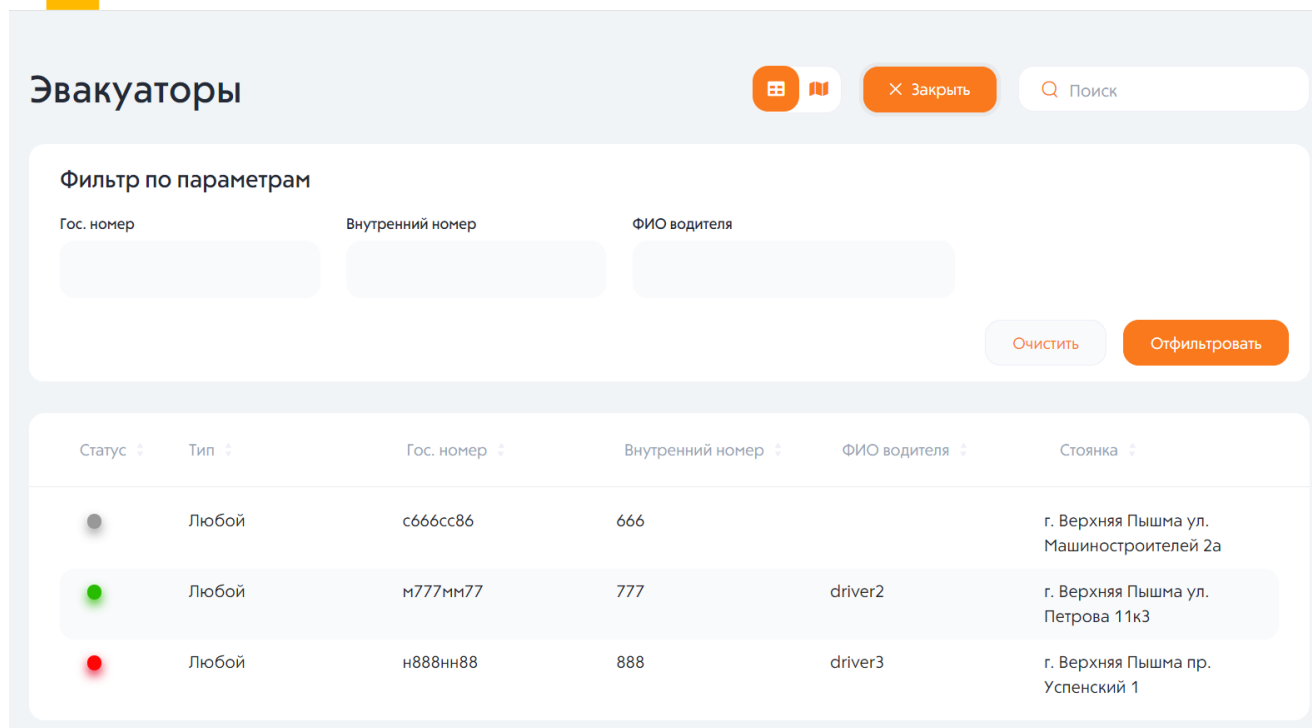 Эвакуаторы
Закрыть
Поиск
Фильтр по параметрам
Гос. номер Внутренний номер ФИО водителя
Очистить Отфильтровать
Статус Тип Гос. номер Внутренний номер ФИО водителя Стоянка
Любой с666сс86 666 г. Верхняя Пышма ул.
Машиностроителей 2а
Любой м777мм77 777 driver2 г. Верхняя Пышма ул.
Петрова 11к3
Любой н888нн88 888 driver3 г. Верхняя Пышма пр.
Успенский 1